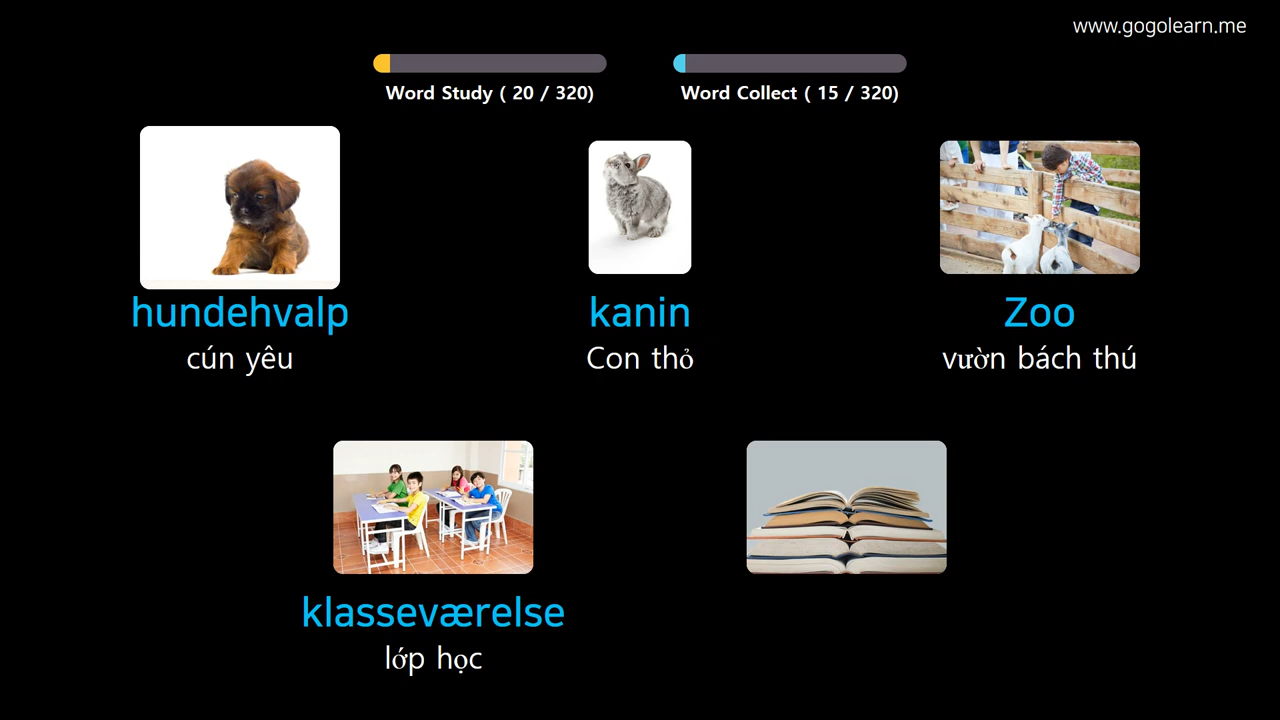 www.gogolearn.me
Word Study ( 20 / 320)
Word Collect ( 15 / 320)
hundehvalp
cún yêu
kanin
Con thỏ
Zoo
vườn bách thú
klasseværelse
lớp học